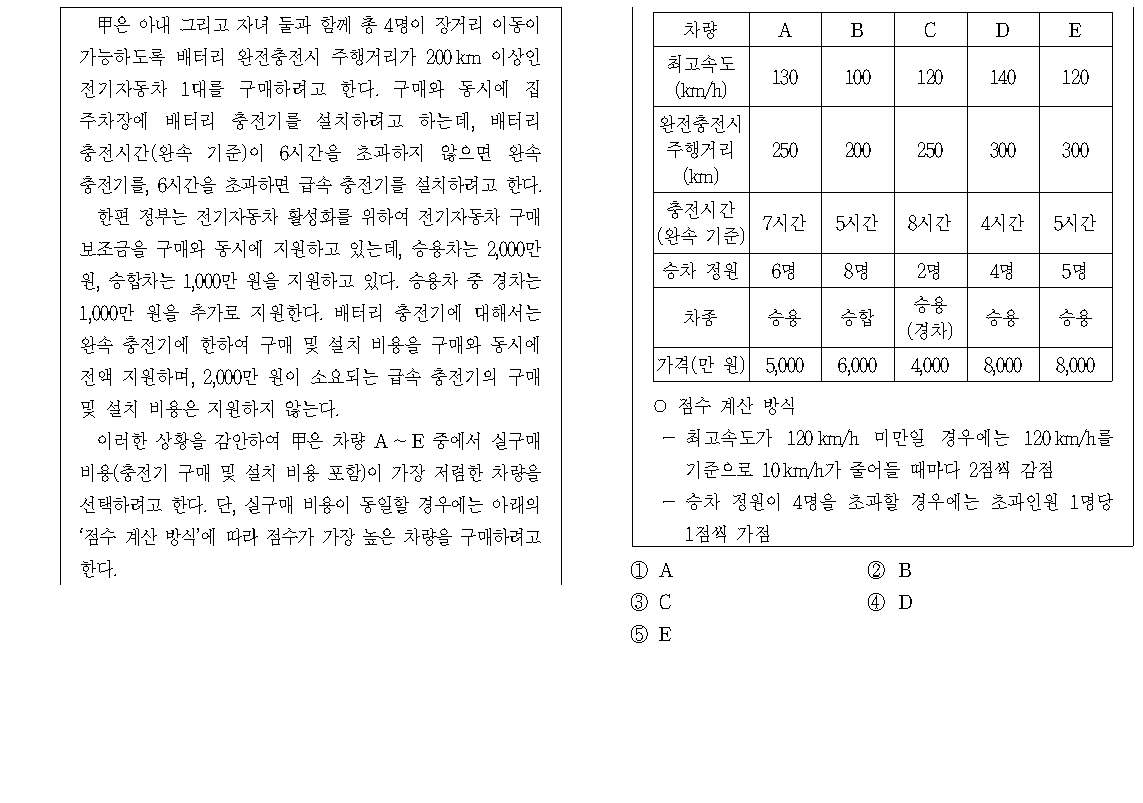 甲은 아내 그리고 자녀 둘과 함께 총 4명이 장거리 이동이
가능하도록 배터리 완전충전시 주행거리가 200km 이상인
전기자동차 1대를 구매하려고 한다. 구매와 동시에 집
주차장에 배터리 충전기를 설치하려고 하는데, 배터리
충전시간(완속 기준)이 6시간을 초과하지 않으면 완속
충전기를, 6시간을 초과하면 급속 충전기를 설치하려고 한다.
한편 정부는 전기자동차 활성화를 위하여 전기자동차 구매
보조금을 구매와 동시에 지원하고 있는데, 승용차는 2,000만
원, 승합차는 1,000만 원을 지원하고 있다. 승용차 중 경차는
1,000만 원을 추가로 지원한다. 배터리 충전기에 대해서는
완속 충전기에 한하여 구매 및 설치 비용을 구매와 동시에
전액 지원하며, 2,000만 원이 소요되는 급속 충전기의 구매
및 설치 비용은 지원하지 않는다.
이러한 상황을 감안하여 甲은 차량 A~E 중에서 실구매
비용(충전기 구매 및 설치 비용 포함)이 가장 저렴한 차량을
선택하려고 한다. 단, 실구매 비용이 동일할 경우에는 아래의
‘점수 계산 방식’에 따라 점수가 가장 높은 차량을 구매하려고
한다.
차량 A B C D E
최고속도
(km/h) 130 100 120 140 120
완전충전시
주행거리
(km) 250 200 250 300 300
충전시간
(완속 기준) 7시간 5시간 8시간 4시간 5시간
승차 정원 6명 8명 2명 4명 5명
차종 승용 승합 승용
(경차) 승용 승용
가격(만 원) 5,000 6,000 4,000 8,000 8,000
○ 점수 계산 방식
- 최고속도가 120km/h 미만일 경우에는 120km/h를
기준으로 10km/h가 줄어들 때마다 2점씩 감점
- 승차 정원이 4명을 초과할 경우에는 초과인원 1명당
1점씩 가점
① A ② B
③ C ④ D
⑤ E